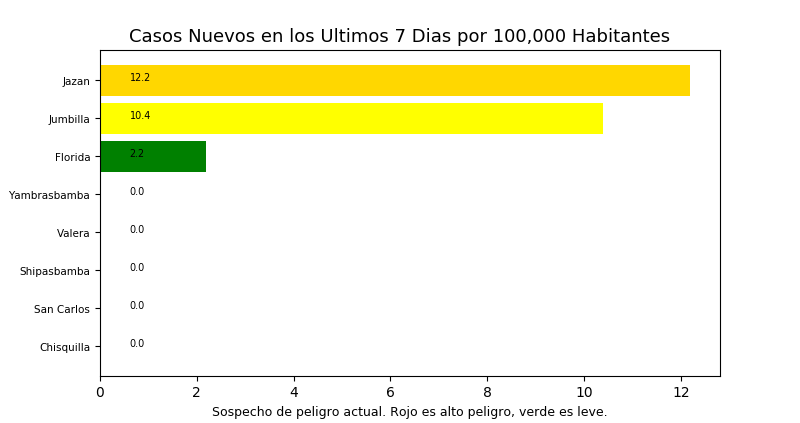 Casos Nuevos en los Ultimos 7 Dias por 100,000 Habitantes
Jazan 12.2
Jumbilla 10.4
Florida 2.2
Yambrasbamba 0.0
Valera 0.0
Shipasbamba 0.0
San Carlos 0.0
Chisquilla 0.0
0 2 4 6 8 10 12
Sospecho de peligro actual. Rojo es alto peligro, verde es leve.